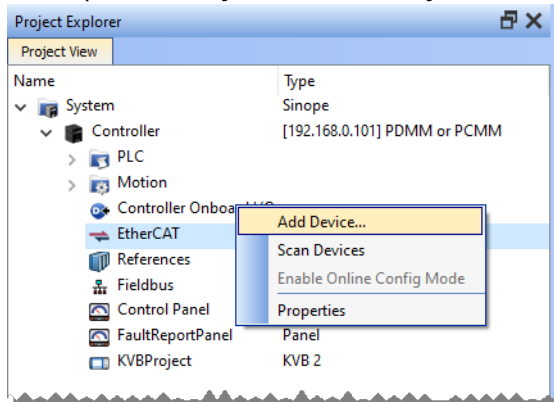 Project Explorer
Project View
Name Type
System Sinope
Controller [192.168.0.101] PDMM or PCMM
PLC
Motion
Controller Onboard
EtherCAT
Add Device...
References
Scan Devices
Fieldbus
Enable Online Config Mode
Control Panel
Properties
FaultReportPanel Panel
KVBProject KVB 2